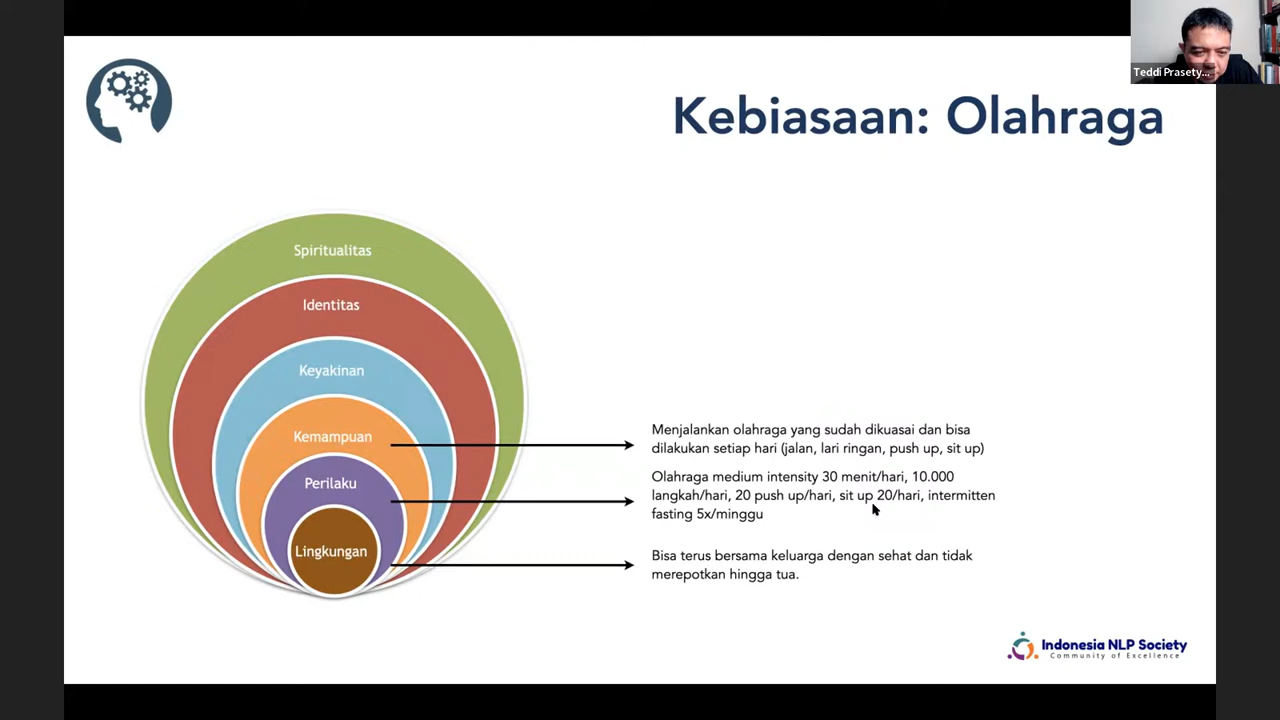 Teddi Prasety...
Kebiasaan: Olahraga
Spiritualitas
Identitas
Keyakinan
Kemampuan
Perilaku
Lingkungan
Menjalankan olahraga yang sudah dikuasai dan bisa
dilakukan setiap hari (jalan, lari ringan, push up, sit up)
Olahraga medium intensity 30 menit/hari, 10.000
langkah/hari, 20 push up/hari, sit up 20/hari, intermitten
fasting 5x/minggu
Bisa terus bersama keluarga dengan sehat dan tidak
merepotkan hingga tua.
Indonesia NLP Society
Community of Excellence